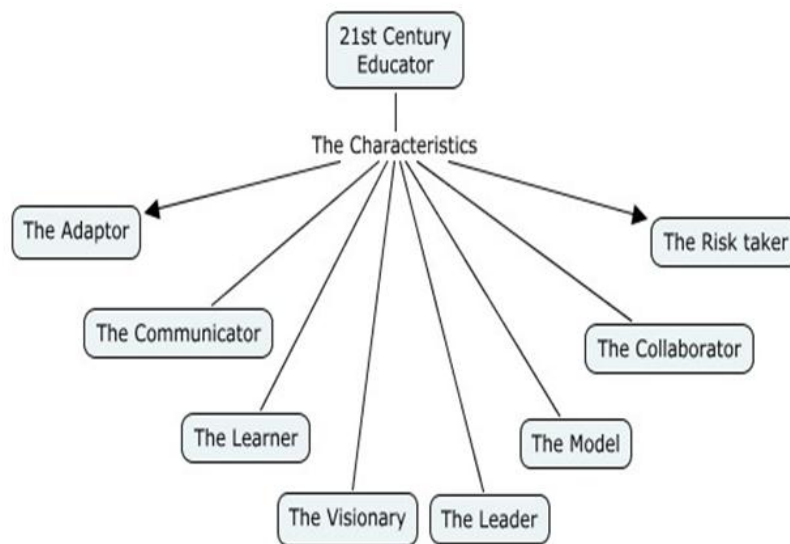 21st Century
Educator
The Characteristics
The Adaptor
The Risk taker
The Communicator
The Collaborator
The Learner
The Model
The Visionary
The Leader